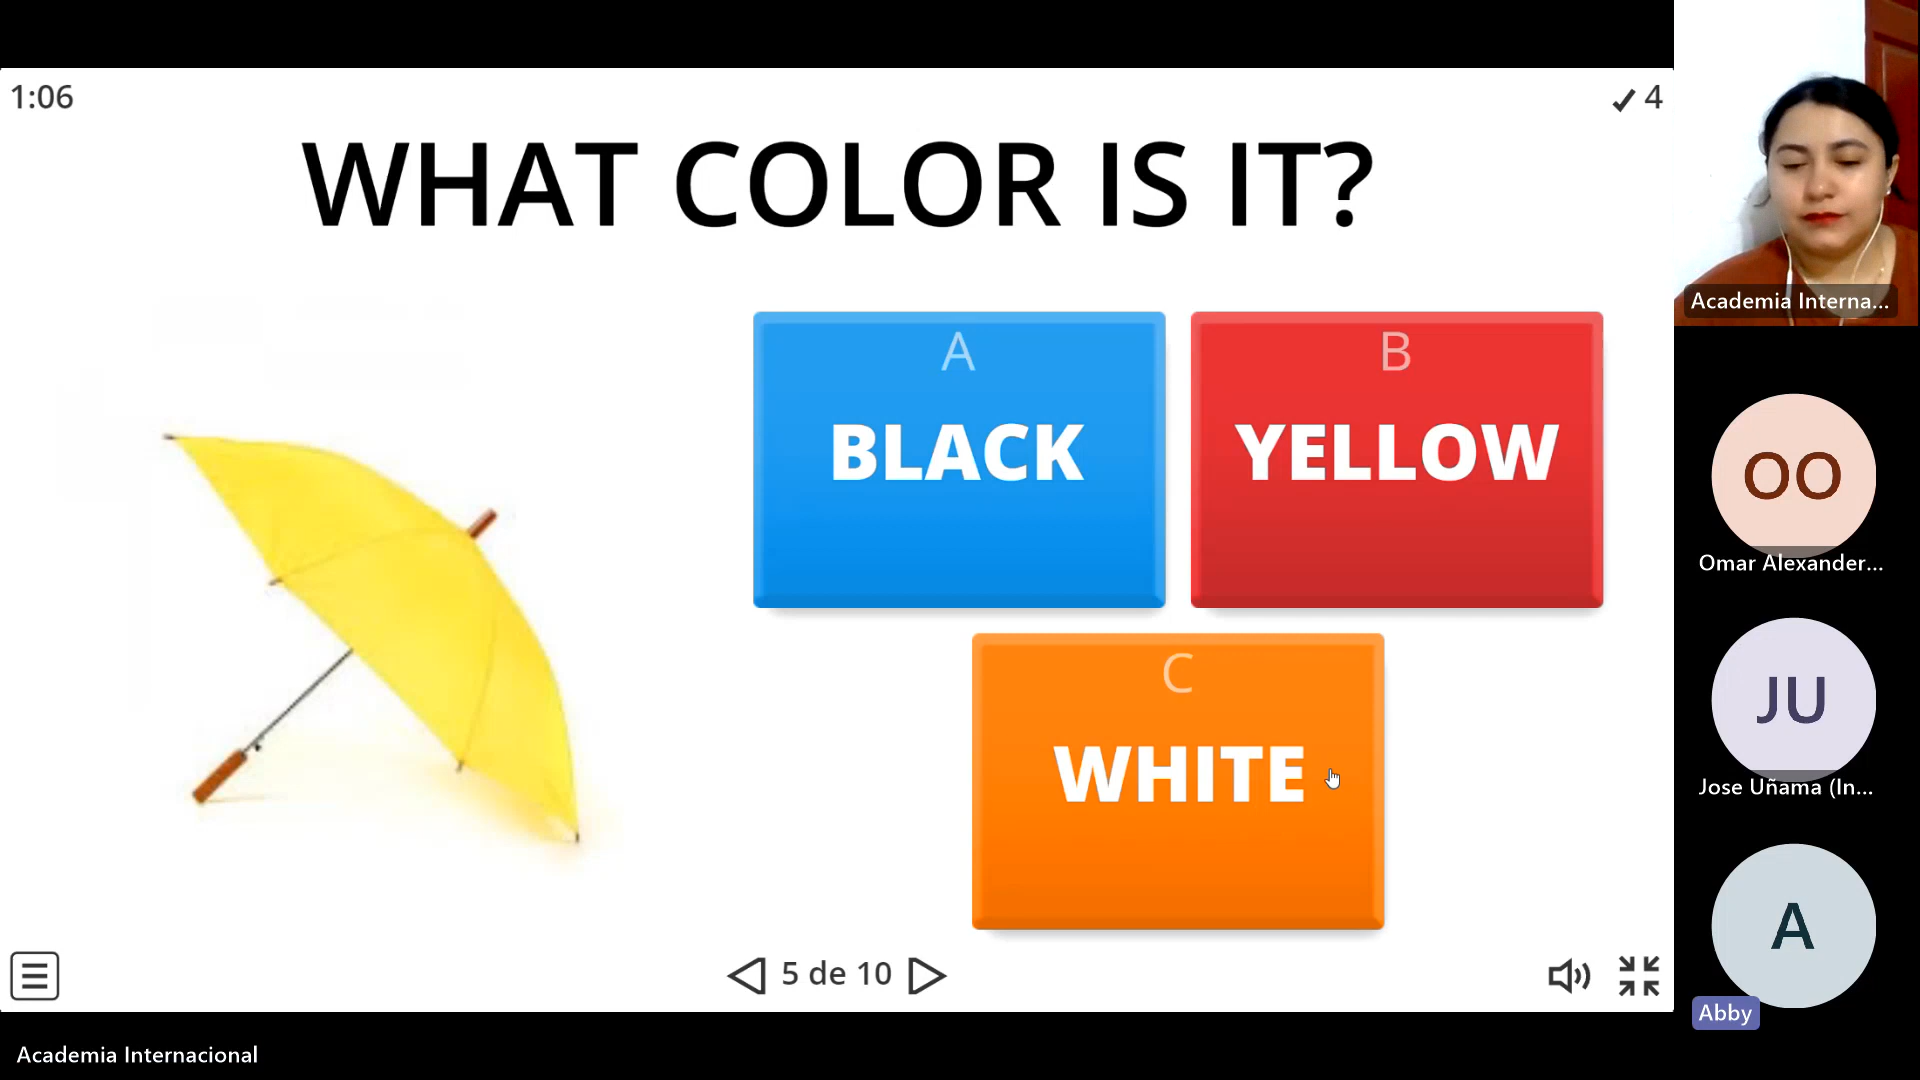 1:06
4
WHAT COLOR IS IT?
A
BLACK
B
YELLOW
C
WHITE
5 de 10
Academia Internacional
Academia Interna...
OO
Omar Alexander...
JU
Jose Uñama (In...
A
Abby